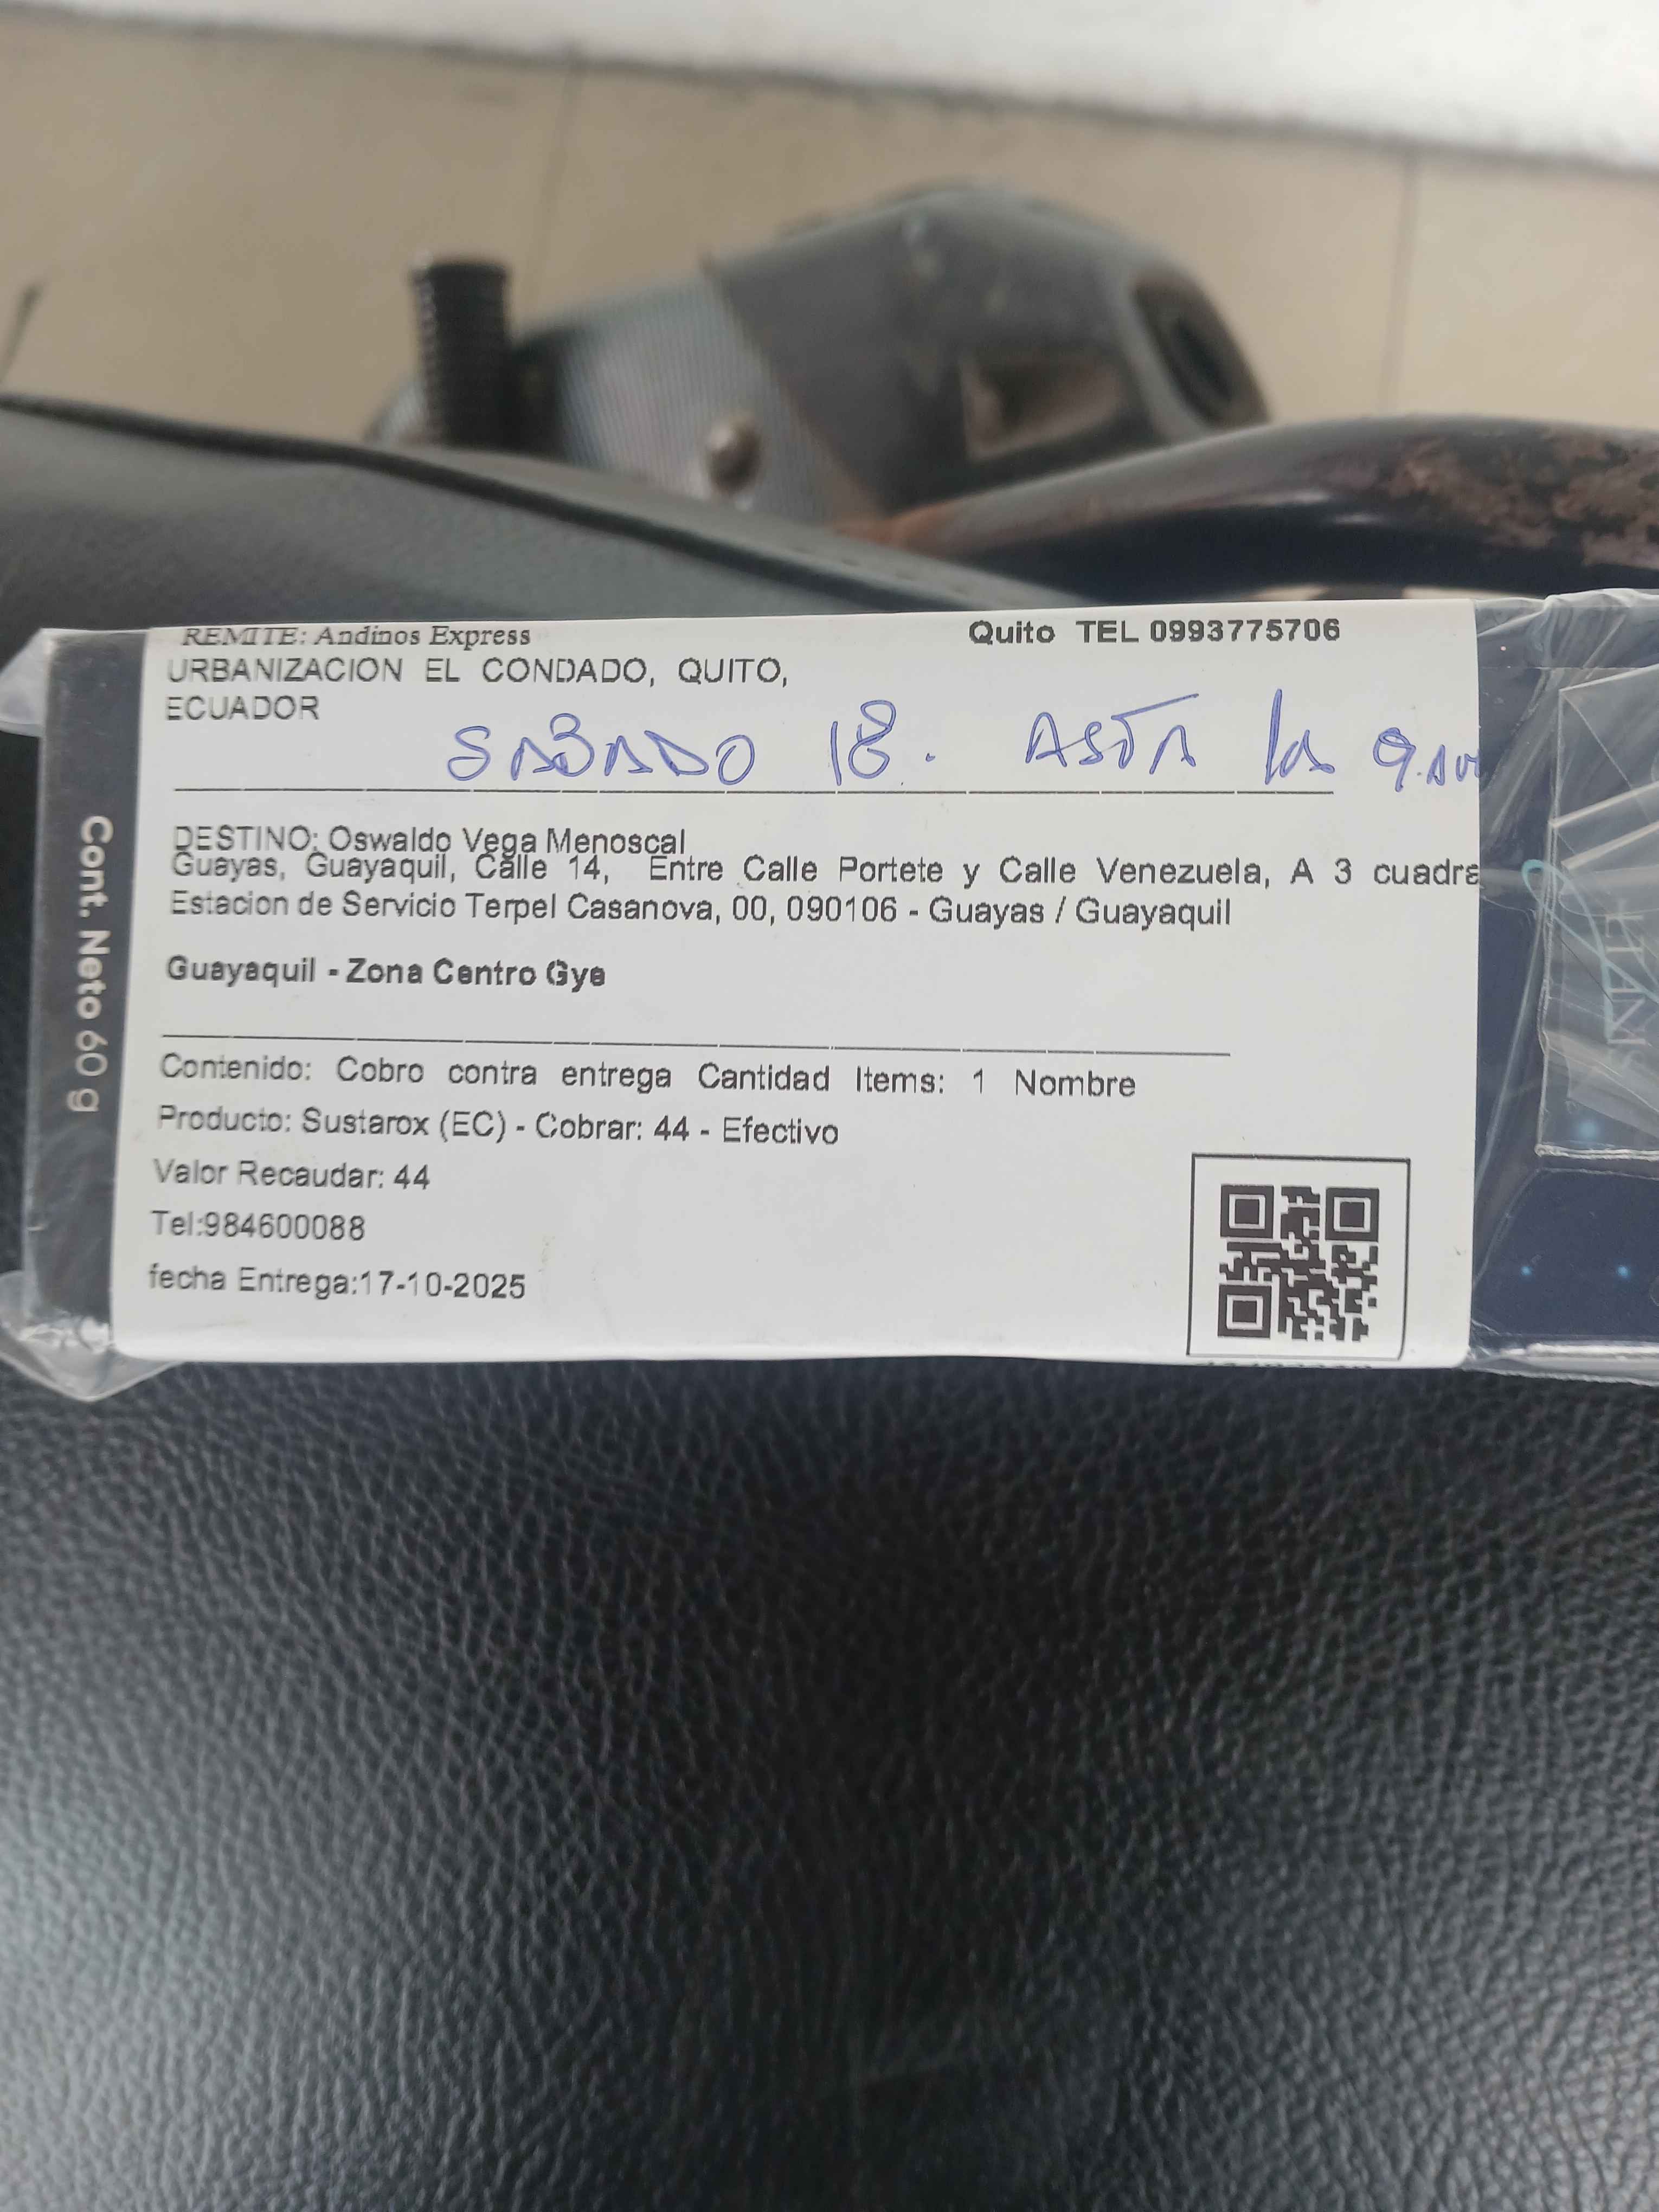 REMITE: Andinos Express Quito TEL 0993775706
URBANIZACION EL CONDADO, QUITO,
ECUADOR
SABADO 18. ASTA las 9.AM
DESTINO: Oswaldo Vega Menoscal
Guayas, Guayaquil, Calle 14, Entre Calle Portete y Calle Venezuela, A 3 cuadra
Estacion de Servicio Terpel Casanova, 00, 090106 - Guayas / Guayaquil
Guayaquil - Zona Centro Gye
Contenido: Cobro contra entrega Cantidad Items: 1 Nombre
Producto: Sustarox (EC) - Cobrar: 44 - Efectivo
Valor Recaudar: 44
Tel:984600088
fecha Entrega:17-10-2025
Cont. Neto 60 g